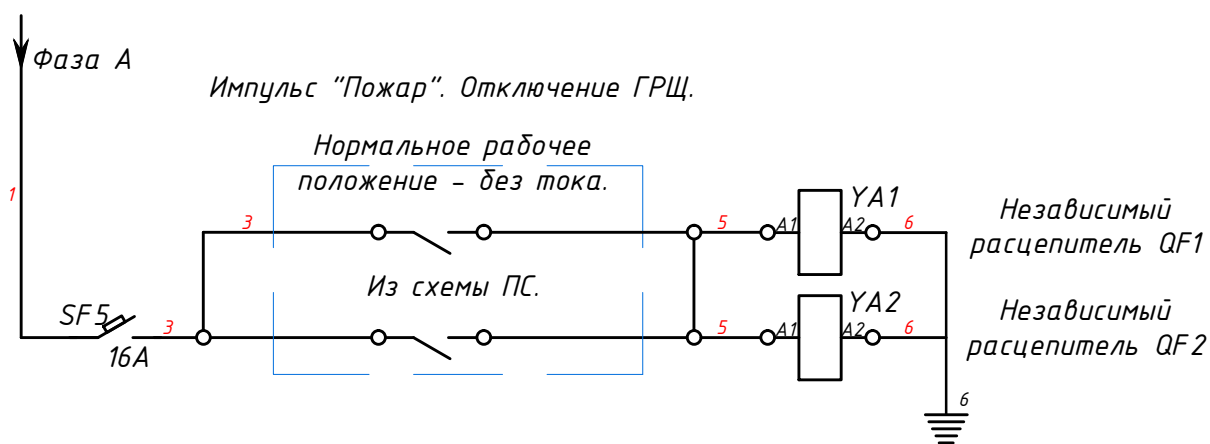 Фаза А
Импульс "Пожар". Отключение ГРЩ.
Нормальное рабочее
положение - без тока.
1
3
5
A1
YA1
A2
6
Независимый
расцепитель QF1
Из схемы ПС.
SF5
16А
3
5
A1
YA2
A2
6
Независимый
расцепитель QF2
6